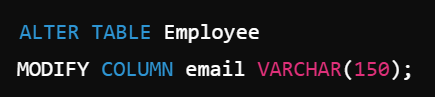 ALTER TABLE Employee
MODIFY COLUMN email VARCHAR(150);